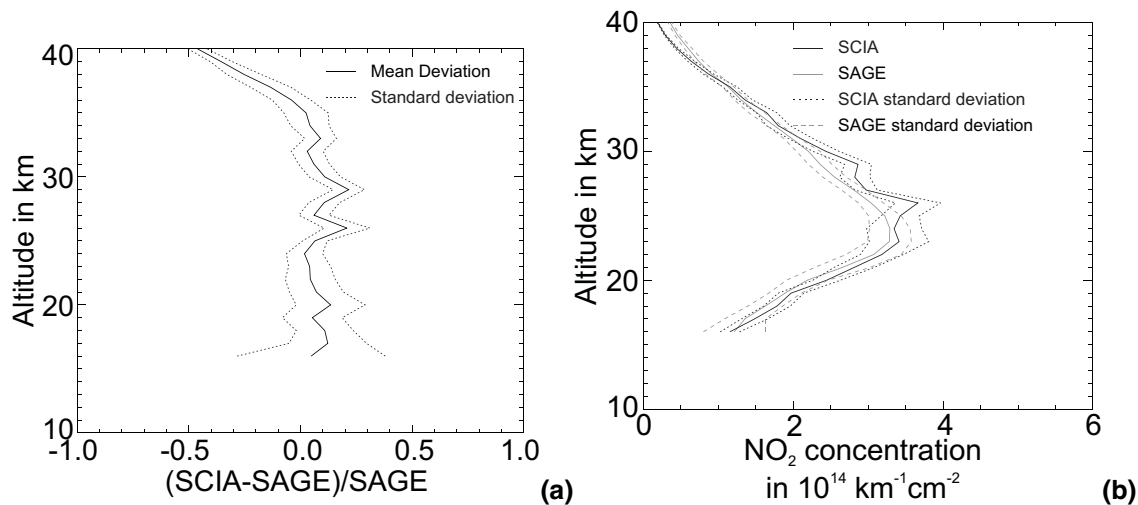 40
30
20
10
Altitude in km
Mean Deviation
Standard deviation
-1.0 -0.5 0.0 0.5 1.0
(SCIA-SAGE)/SAGE
(a)
40
30
20
10
Altitude in km
SCIA
SAGE
SCIA standard deviation
SAGE standard deviation
0 2 4 6
NO₂ concentration
in 10¹⁴ km⁻¹cm⁻²
(b)